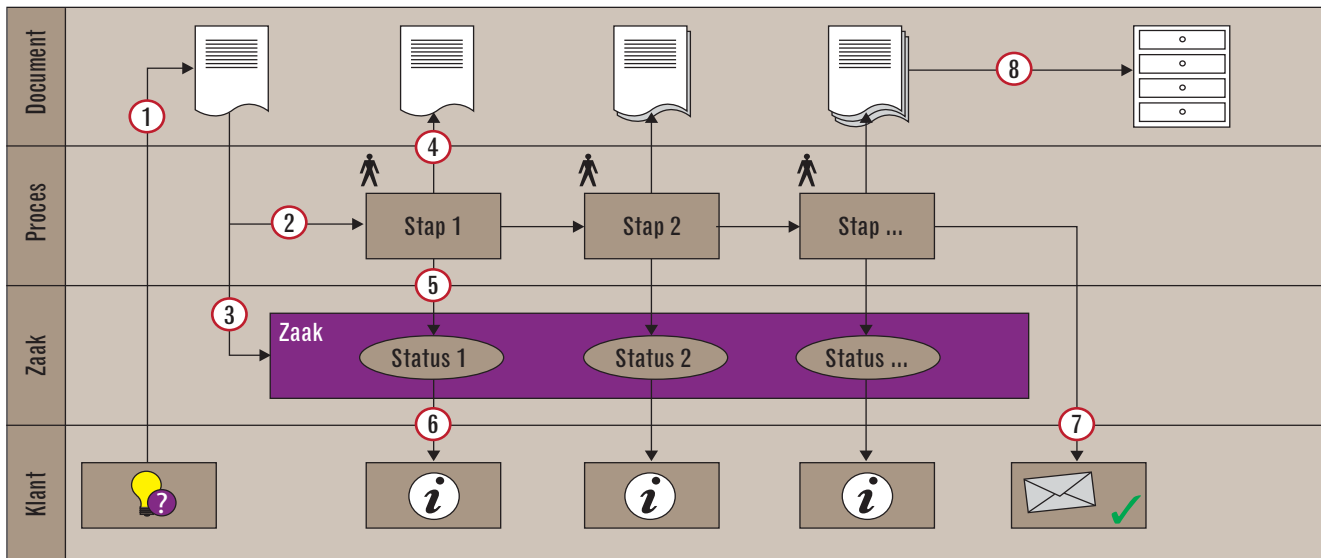 Document
1
8
4
Proces
2
Stap 1
Stap 2
Stap ...
5
3
Zaak
Zaak
Status 1
Status 2
Status ...
6
7
Klant
?
i
i
i